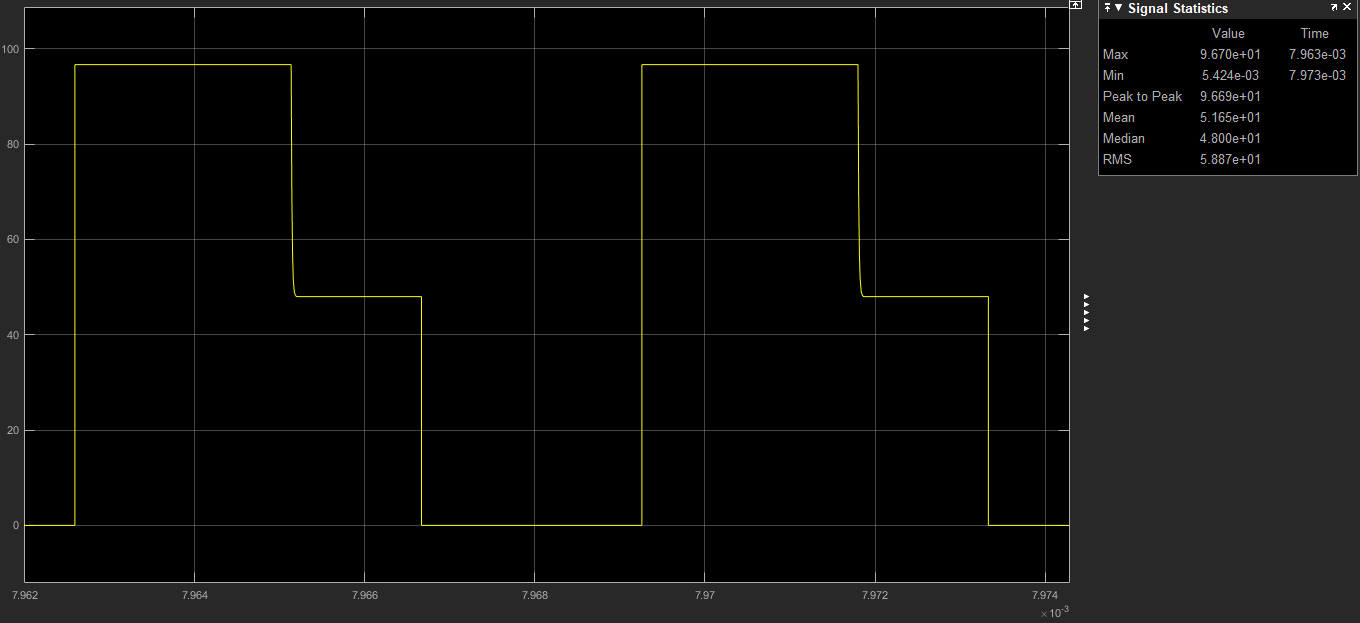 Signal Statistics
Value Time
Max 9.670e+01 7.963e-03
Min 5.424e-03 7.973e-03
Peak to Peak 9.669e+01
Mean 5.165e+01
Median 4.800e+01
RMS 5.887e+01
100
80
60
40
20
0
7.962 7.964 7.966 7.968 7.97 7.972 7.974
×10⁻³